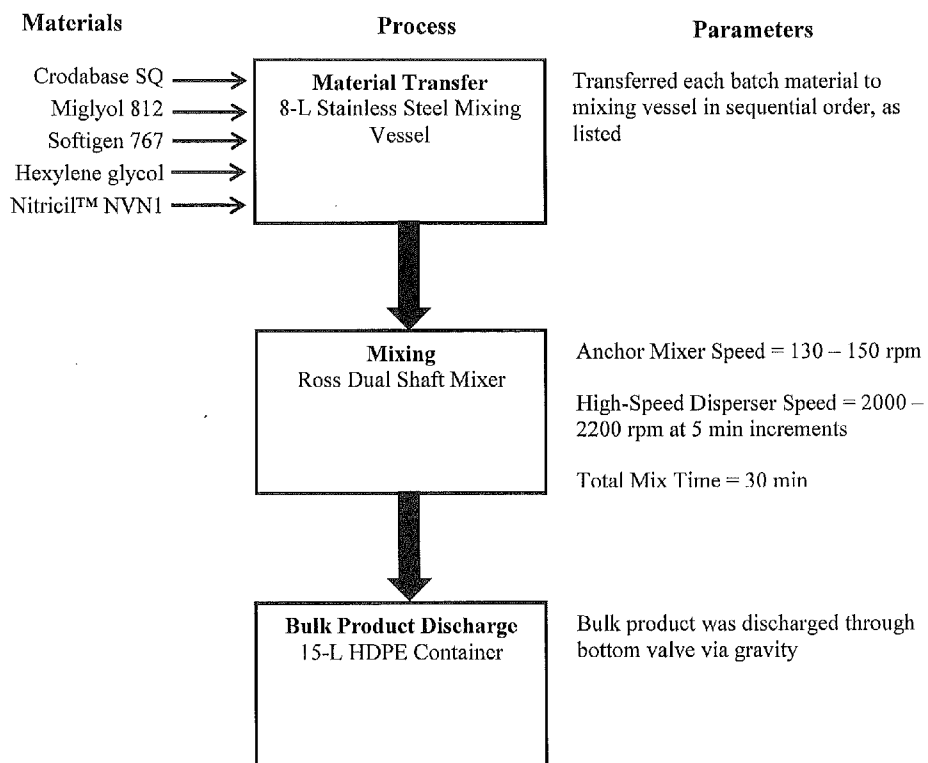 Materials
Process
Parameters
Crodabase SQ
Miglyol 812
Softigen 767
Hexylene glycol
Nitricil™ NVN1
Material Transfer
8-L Stainless Steel Mixing
Vessel
Transferred each batch material to
mixing vessel in sequential order, as
listed
Mixing
Ross Dual Shaft Mixer
Anchor Mixer Speed = 130 – 150 rpm
High-Speed Disperser Speed = 2000 –
2200 rpm at 5 min increments
Total Mix Time = 30 min
Bulk Product Discharge
15-L HDPE Container
Bulk product was discharged through
bottom valve via gravity